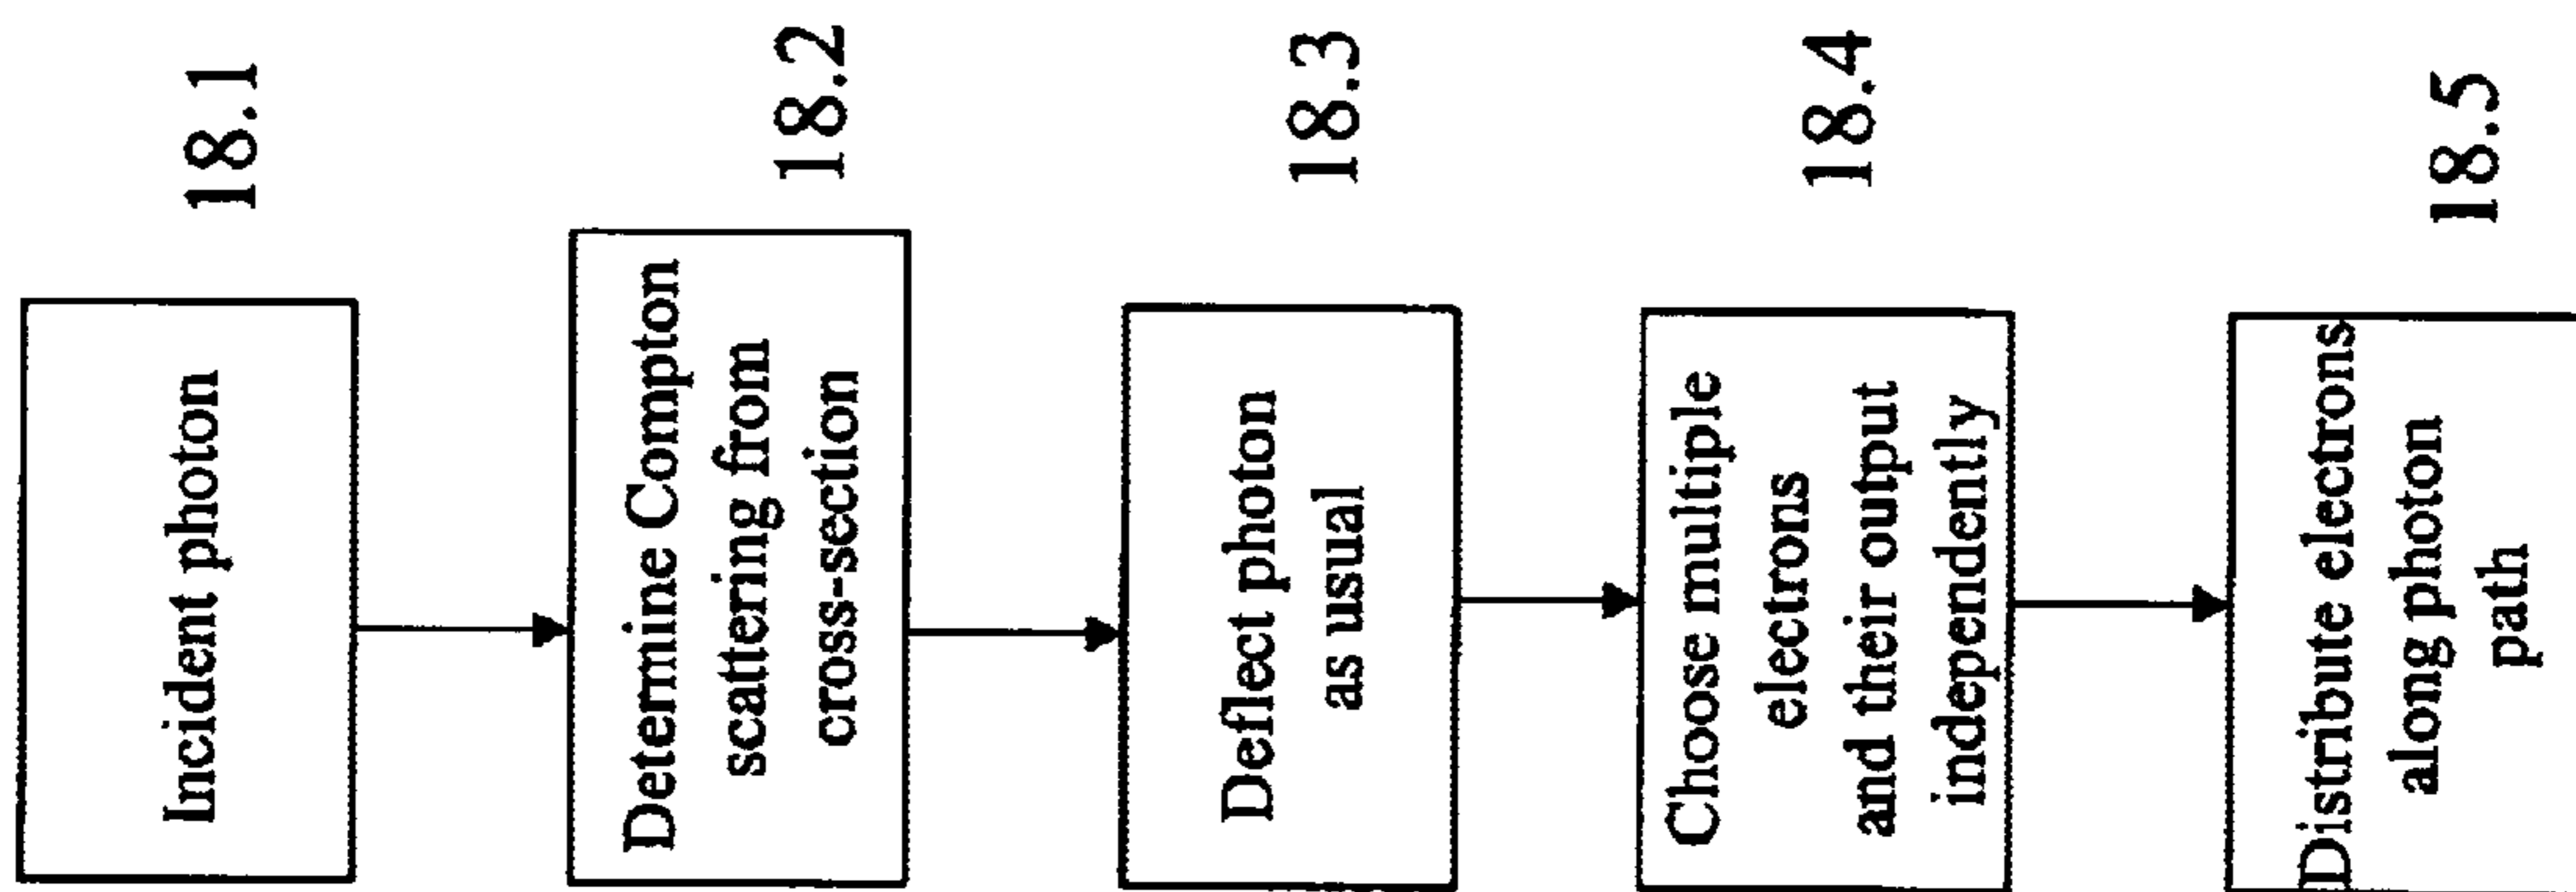 Incident photon
18.1
Determine Compton
scattering from
cross-section
18.2
Deflect photon
as usual
18.3
Choose multiple
electrons
and their output
independently
18.4
Distribute electrons
along photon
path
18.5